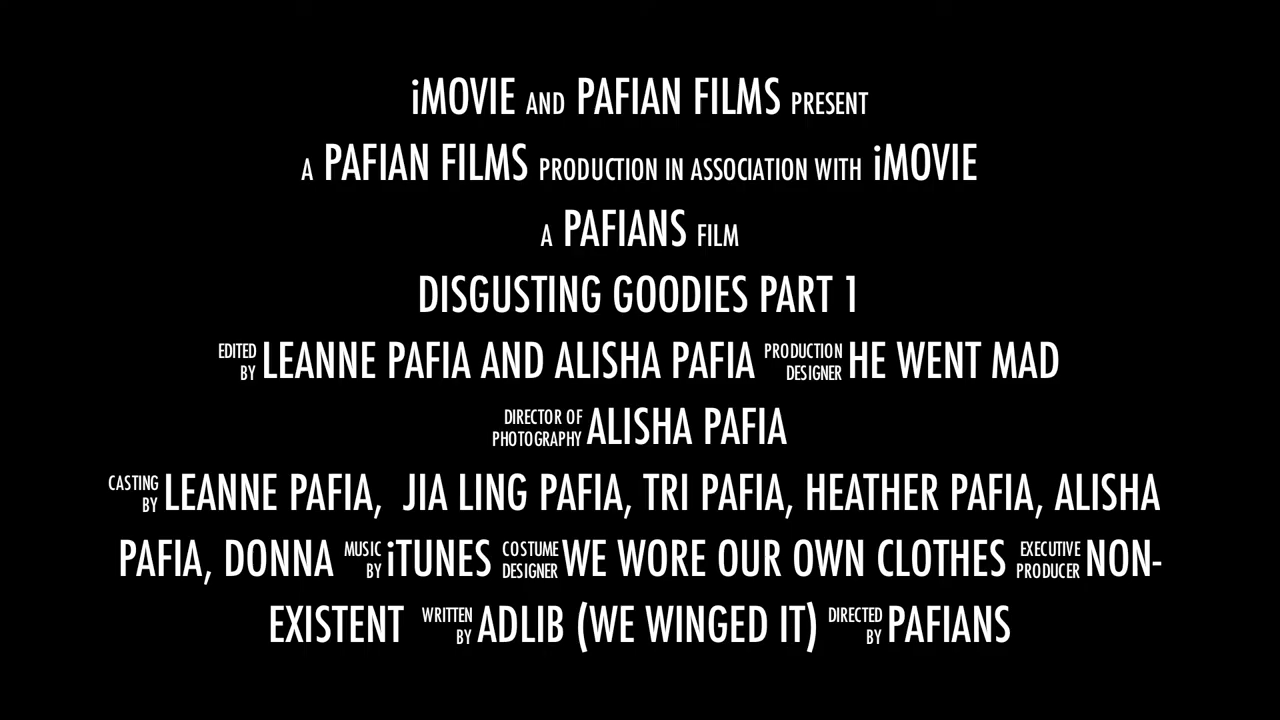 iMOVIE AND PAFIAN FILMS PRESENT
A PAFIAN FILMS PRODUCTION IN ASSOCIATION WITH iMOVIE
A PAFIANS FILM
DISGUSTING GOODIES PART 1
EDITED BY LEANNE PAFIA AND ALISHA PAFIA PRODUCTION DESIGNER HE WENT MAD
DIRECTOR OF PHOTOGRAPHY ALISHA PAFIA
CASTING BY LEANNE PAFIA, JIA LING PAFIA, TRI PAFIA, HEATHER PAFIA, ALISHA
PAFIA, DONNA MUSIC BY iTUNES COSTUME DESIGNER WE WORE OUR OWN CLOTHES EXECUTIVE PRODUCER NON-
EXISTENT WRITTEN BY ADLIB (WE WINGED IT) DIRECTED BY PAFIANS